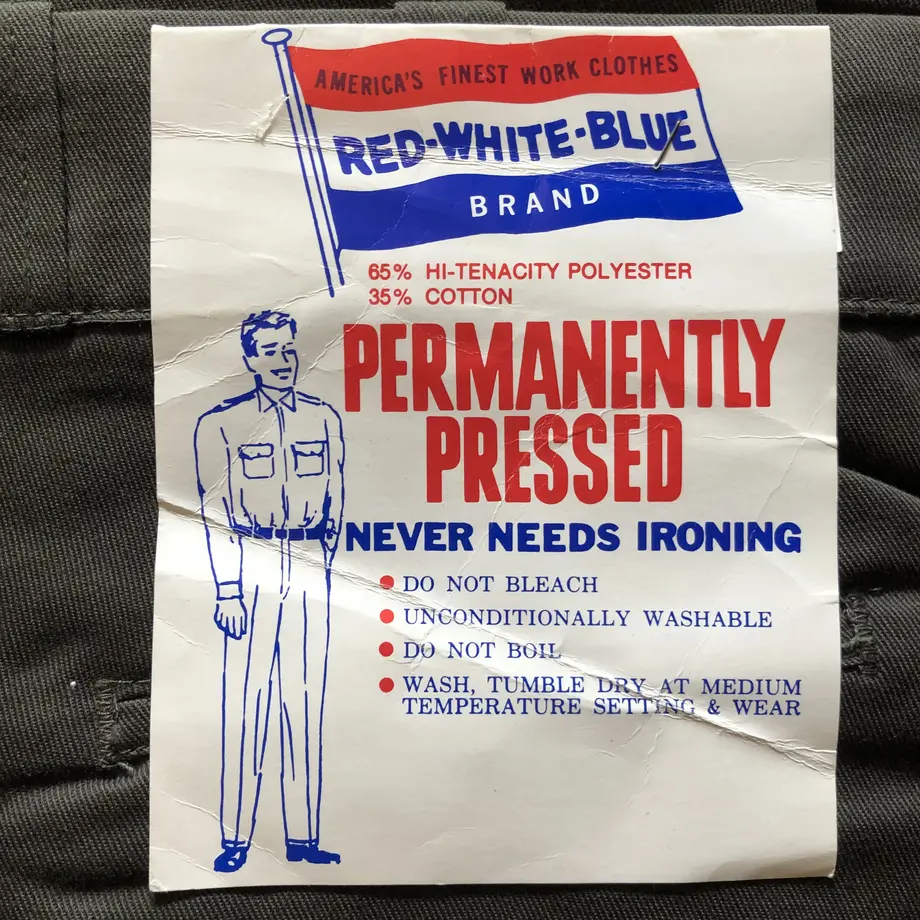 AMERICA'S FINEST WORK CLOTHES
RED-WHITE-BLUE
BRAND
65% HI-TENACITY POLYESTER
35% COTTON
PERMANENTLY
PRESSED
NEVER NEEDS IRONING
● DO NOT BLEACH
● UNCONDITIONALLY WASHABLE
● DO NOT BOIL
● WASH, TUMBLE DRY AT MEDIUM
TEMPERATURE SETTING & WEAR